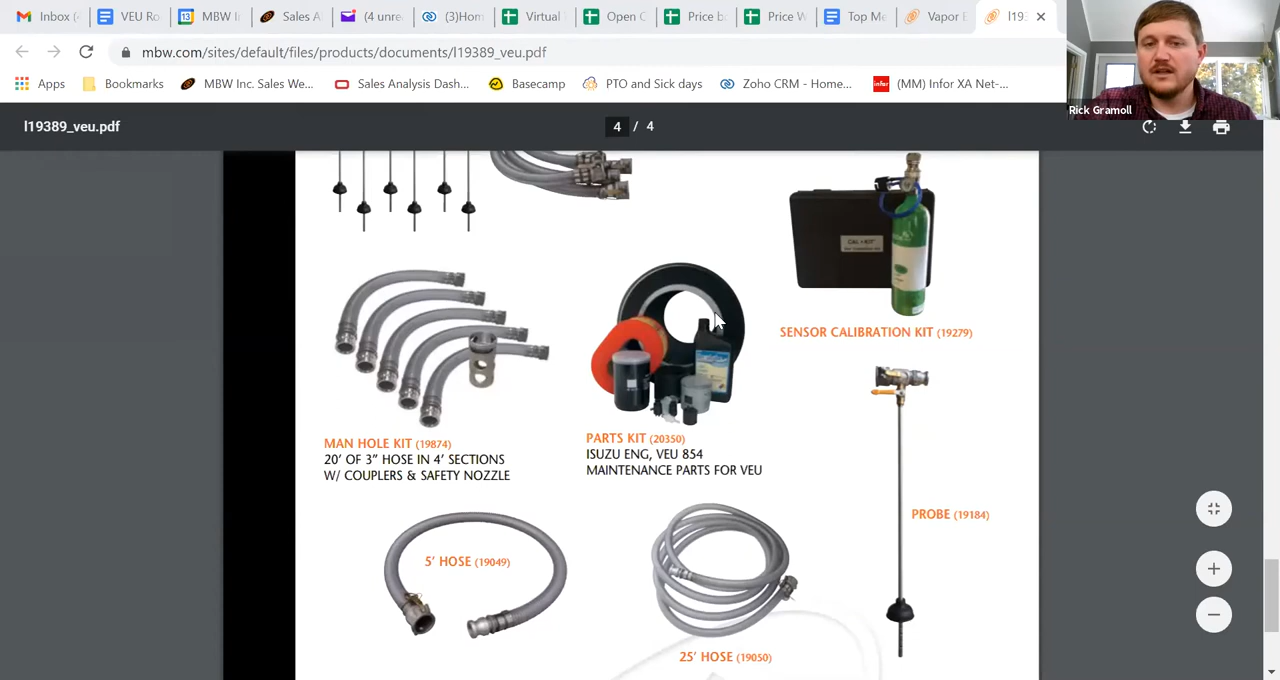 Inbox (
VEU Ro
13
MBW I
Sales A
(4 unre
(3)Hom
Virtual
Open C
Price b
Price W
Top Me
Vapor E
l19
mbw.com/sites/default/files/products/documents/l19389_veu.pdf
Apps
Bookmarks
MBW Inc. Sales We...
Sales Analysis Dash...
Basecamp
PTO and Sick days
Zoho CRM - Home...
infor
(MM) Infor XA Net-...
Rick Gramoll
l19389_veu.pdf
4 / 4
CAL • KIT
SENSOR CALIBRATION KIT (19279)
MAN HOLE KIT (19874)
20' OF 3" HOSE IN 4' SECTIONS
W/ COUPLERS & SAFETY NOZZLE
PARTS KIT (20350)
ISUZU ENG, VEU 854
MAINTENANCE PARTS FOR VEU
PROBE (19184)
5' HOSE (19049)
25' HOSE (19050)